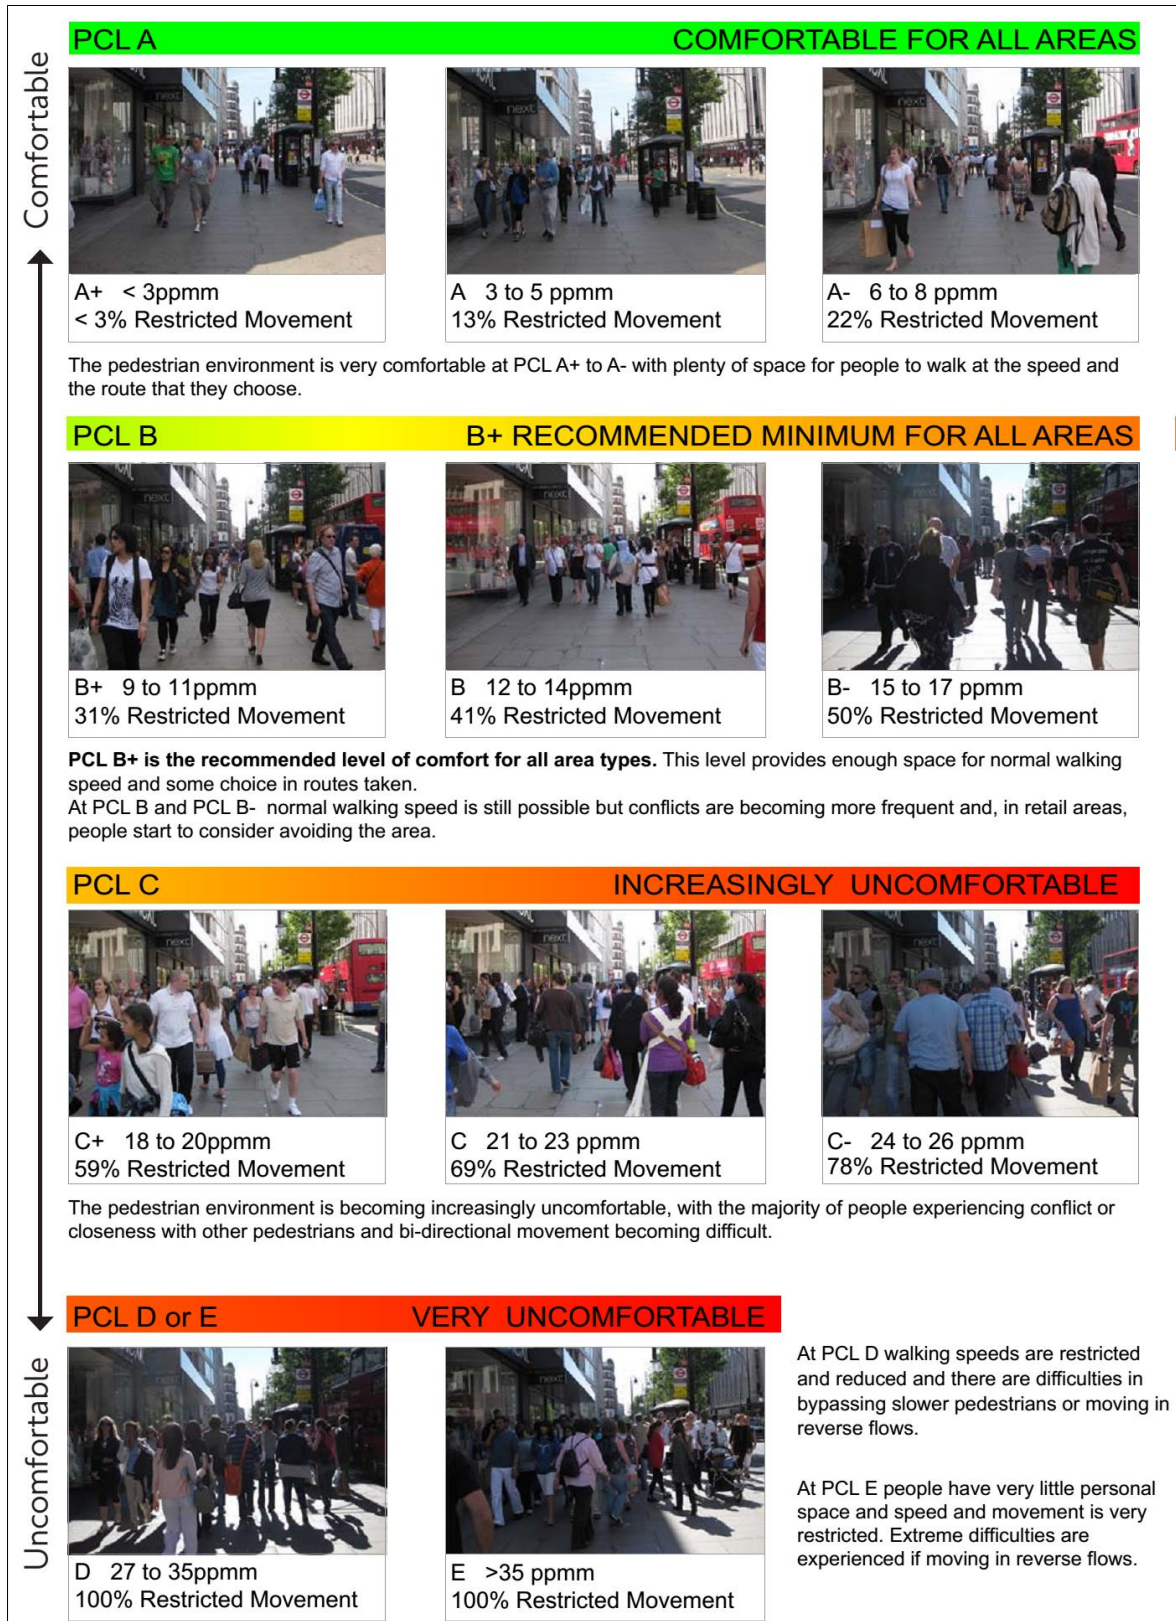 Comfortable
Uncomfortable
PCL A COMFORTABLE FOR ALL AREAS
next
next
next
A+ < 3ppmm
< 3% Restricted Movement
A 3 to 5 ppmm
13% Restricted Movement
A- 6 to 8 ppmm
22% Restricted Movement
The pedestrian environment is very comfortable at PCL A+ to A- with plenty of space for people to walk at the speed and
the route that they choose.
PCL B B+ RECOMMENDED MINIMUM FOR ALL AREAS
next
next
next
B+ 9 to 11ppmm
31% Restricted Movement
B 12 to 14ppmm
41% Restricted Movement
B- 15 to 17 ppmm
50% Restricted Movement
PCL B+ is the recommended level of comfort for all area types. This level provides enough space for normal walking
speed and some choice in routes taken.
At PCL B and PCL B- normal walking speed is still possible but conflicts are becoming more frequent and, in retail areas,
people start to consider avoiding the area.
PCL C INCREASINGLY UNCOMFORTABLE
next
next
next
C+ 18 to 20ppmm
59% Restricted Movement
C 21 to 23 ppmm
69% Restricted Movement
C- 24 to 26 ppmm
78% Restricted Movement
The pedestrian environment is becoming increasingly uncomfortable, with the majority of people experiencing conflict or
closeness with other pedestrians and bi-directional movement becoming difficult.
PCL D or E VERY UNCOMFORTABLE
next
next
D 27 to 35ppmm
100% Restricted Movement
E >35 ppmm
100% Restricted Movement
At PCL D walking speeds are restricted
and reduced and there are difficulties in
bypassing slower pedestrians or moving in
reverse flows.
At PCL E people have very little personal
space and speed and movement is very
restricted. Extreme difficulties are
experienced if moving in reverse flows.